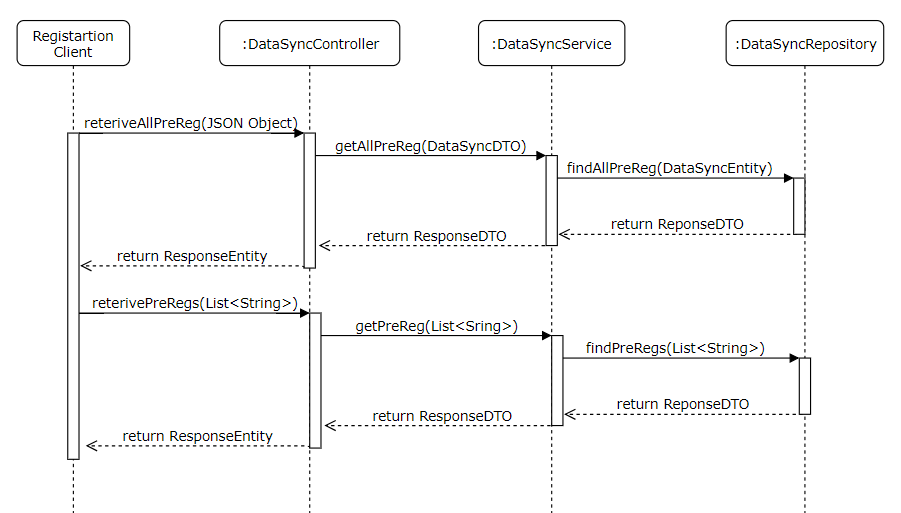 Registartion
Client
:DataSyncController
:DataSyncService
:DataSyncRepository
reteriveAllPreReg(JSON Object)
getAllPreReg(DataSyncDTO)
findAllPreReg(DataSyncEntity)
return ReponseDTO
return ResponseDTO
return ResponseEntity
reterivePreRegs(List<String>)
getPreReg(List<Sring>)
findPreRegs(List<String>)
return ReponseDTO
return ResponseDTO
return ResponseEntity